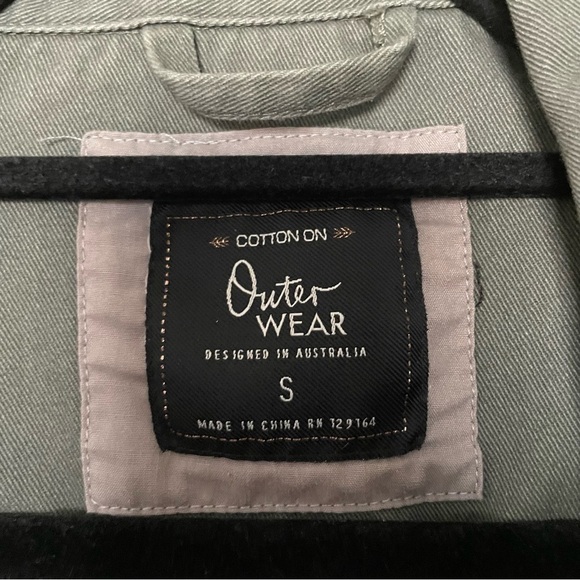 COTTON ON
Outer
WEAR
DESIGNED IN AUSTRALIA
S
MADE IN CHINA RN 129164